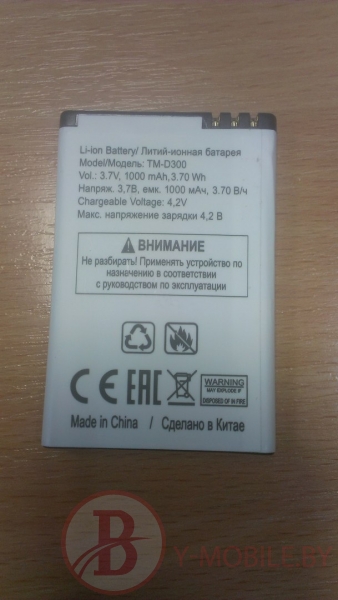 Li-ion Battery/ Литий-ионная батарея
Model/Модель: TM-D300
Vol.: 3.7V, 1000 mAh,3.70 Wh
Напряж. 3,7В, емк. 1000 мАч, 3.70 В/ч
Chargeable Voltage: 4,2V
Макс. напряжение зарядки 4,2 В
ВНИМАНИЕ
Не разбирать! Применять устройство по
назначению в соответствии
с руководством по эксплуатации.
CE EAC
WARNING
MAY EXPLODE IF
DISPOSED OF IN FIRE
Made in China / Сделано в Китае
B Y-MOBILE.BY